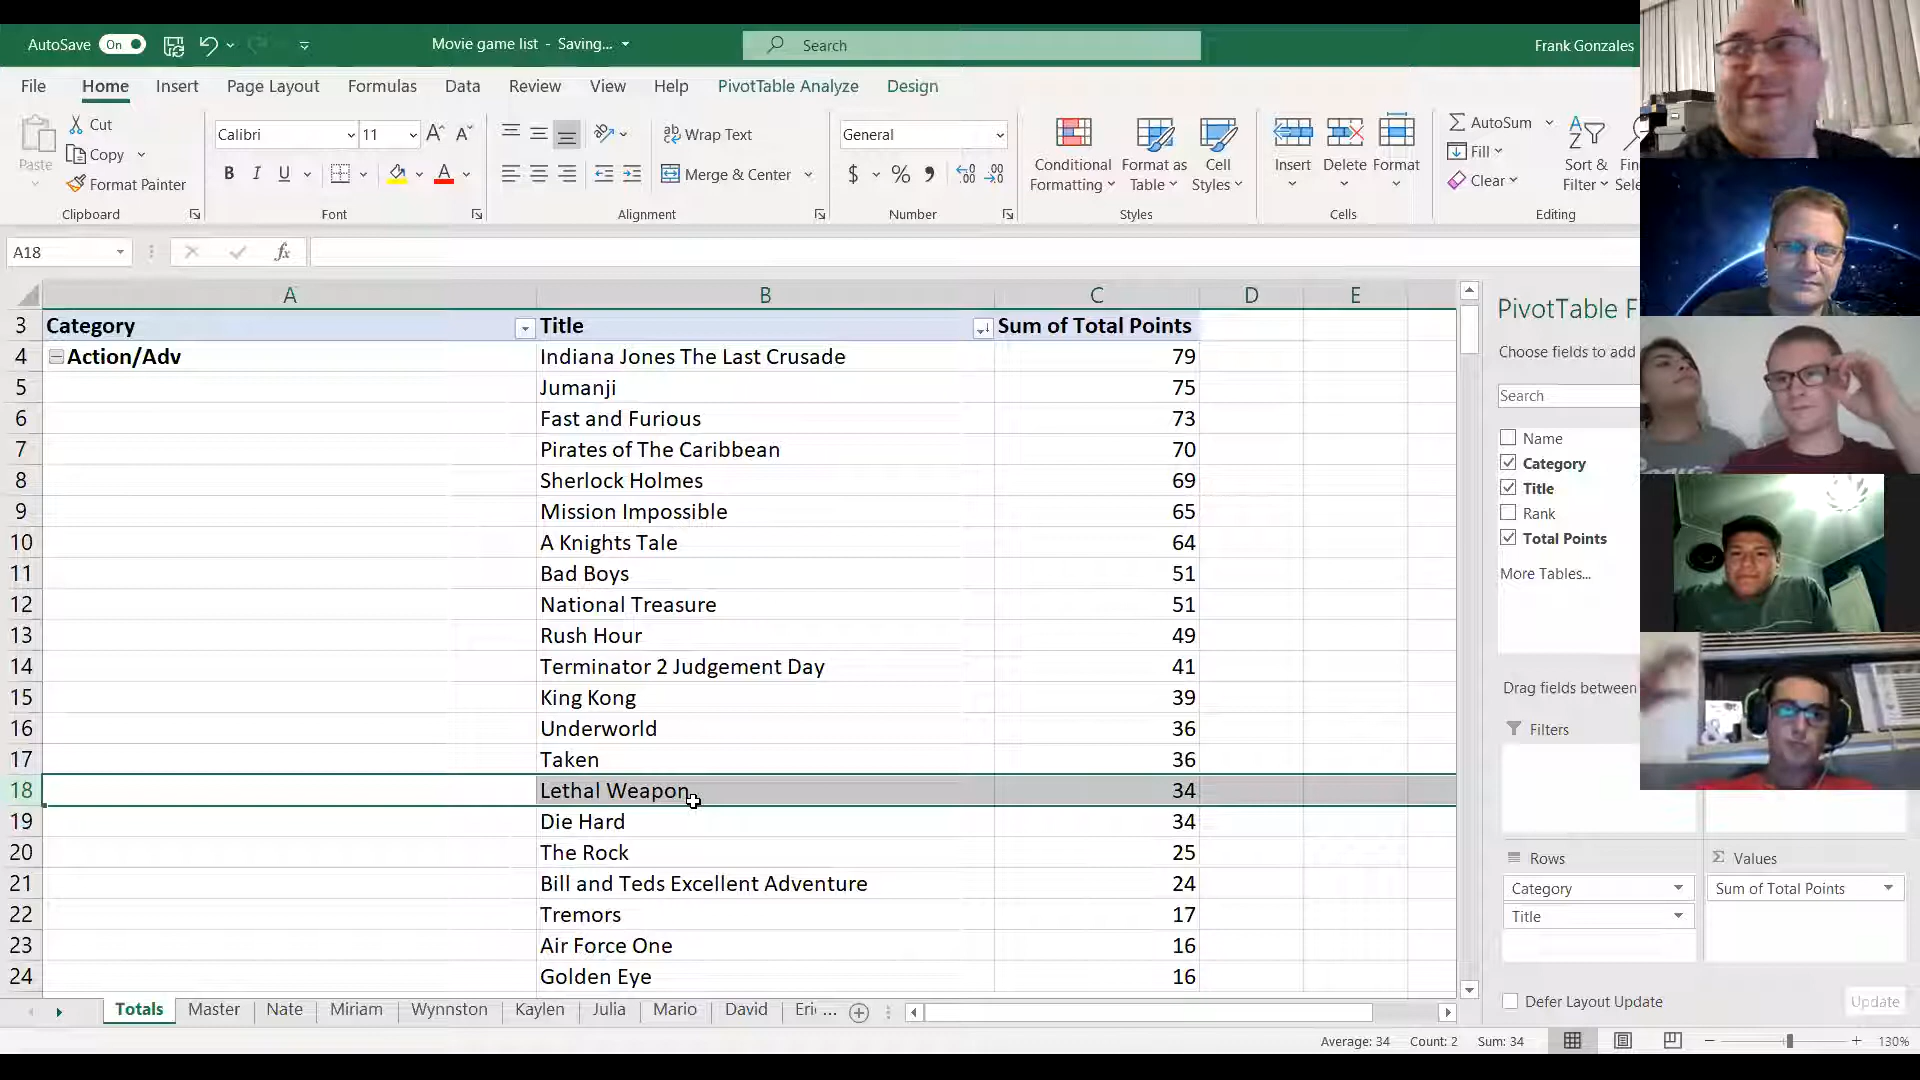 AutoSave On Movie game list - Saving... Search Frank Gonzales
File Home Insert Page Layout Formulas Data Review View Help PivotTable Analyze Design
Paste Cut Copy Format Painter
Calibri 11
B I U A
ab Wrap Text
Merge & Center
General
$ % 9
Conditional Formatting Format as Table Cell Styles
Insert Delete Format
AutoSum Fill Clear
Sort & Filter
Clipboard Font Alignment Number Styles Cells Editing
A18 fx
A B C D E
3 Category Title Sum of Total Points
4 Action/Adv Indiana Jones The Last Crusade 79
5 Jumanji 75
6 Fast and Furious 73
7 Pirates of The Caribbean 70
8 Sherlock Holmes 69
9 Mission Impossible 65
10 A Knights Tale 64
11 Bad Boys 51
12 National Treasure 51
13 Rush Hour 49
14 Terminator 2 Judgement Day 41
15 King Kong 39
16 Underworld 36
17 Taken 36
18 Lethal Weapon 34
19 Die Hard 34
20 The Rock 25
21 Bill and Teds Excellent Adventure 24
22 Tremors 17
23 Air Force One 16
24 Golden Eye 16
PivotTable F
Choose fields to add
Search
Name
Category
Title
Rank
Total Points
More Tables...
Drag fields between
Filters
Rows Values
Category Sum of Total Points
Title
Defer Layout Update Update
Totals Master Nate Miriam Wynnston Kaylen Julia Mario David Eri ...
Average: 34 Count: 2 Sum: 34 130%